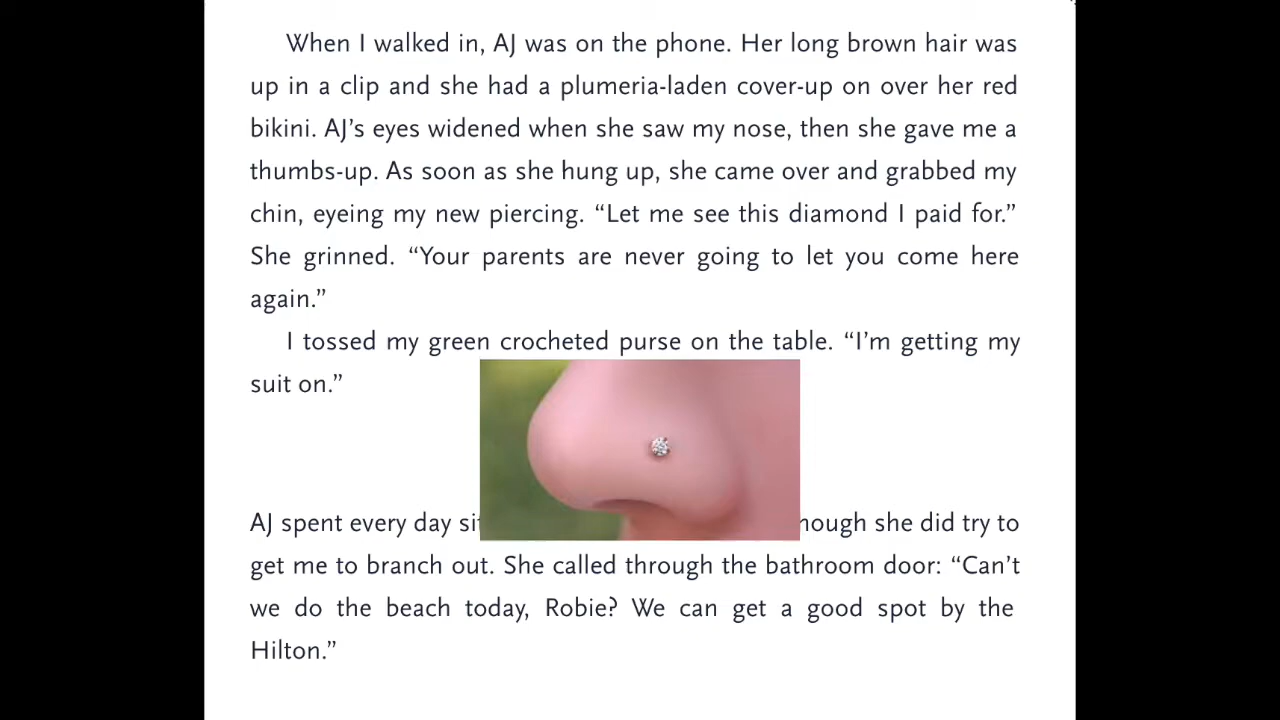 When I walked in, AJ was on the phone. Her long brown hair was
up in a clip and she had a plumeria-laden cover-up on over her red
bikini. AJ’s eyes widened when she saw my nose, then she gave me a
thumbs-up. As soon as she hung up, she came over and grabbed my
chin, eyeing my new piercing. “Let me see this diamond I paid for.”
She grinned. “Your parents are never going to let you come here
again.”
I tossed my green crocheted purse on the table. “I’m getting my
suit on.”
AJ spent every day she did try to
get me to branch out. She called through the bathroom door: “Can’t
we do the beach today, Robie? We can get a good spot by the
Hilton.”